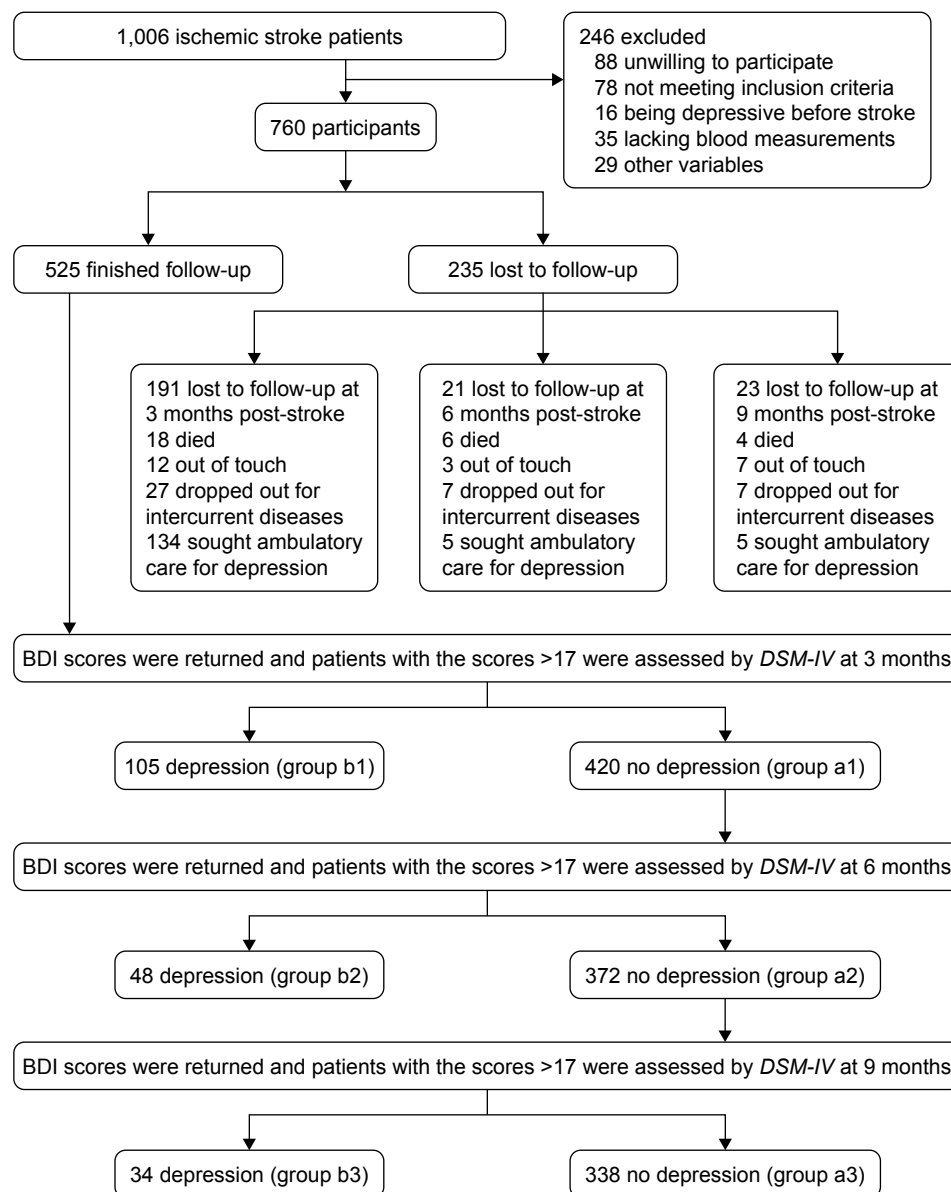 1,006 ischemic stroke patients
246 excluded
88 unwilling to participate
78 not meeting inclusion criteria
16 being depressive before stroke
35 lacking blood measurements
29 other variables
760 participants
525 finished follow-up
235 lost to follow-up
191 lost to follow-up at
3 months post-stroke
18 died
12 out of touch
27 dropped out for
intercurrent diseases
134 sought ambulatory
care for depression
21 lost to follow-up at
6 months post-stroke
6 died
3 out of touch
7 dropped out for
intercurrent diseases
5 sought ambulatory
care for depression
23 lost to follow-up at
9 months post-stroke
4 died
7 out of touch
7 dropped out for
intercurrent diseases
5 sought ambulatory
care for depression
BDI scores were returned and patients with the scores >17 were assessed by DSM-IV at 3 months
105 depression (group b1)
420 no depression (group a1)
BDI scores were returned and patients with the scores >17 were assessed by DSM-IV at 6 months
48 depression (group b2)
372 no depression (group a2)
BDI scores were returned and patients with the scores >17 were assessed by DSM-IV at 9 months
34 depression (group b3)
338 no depression (group a3)